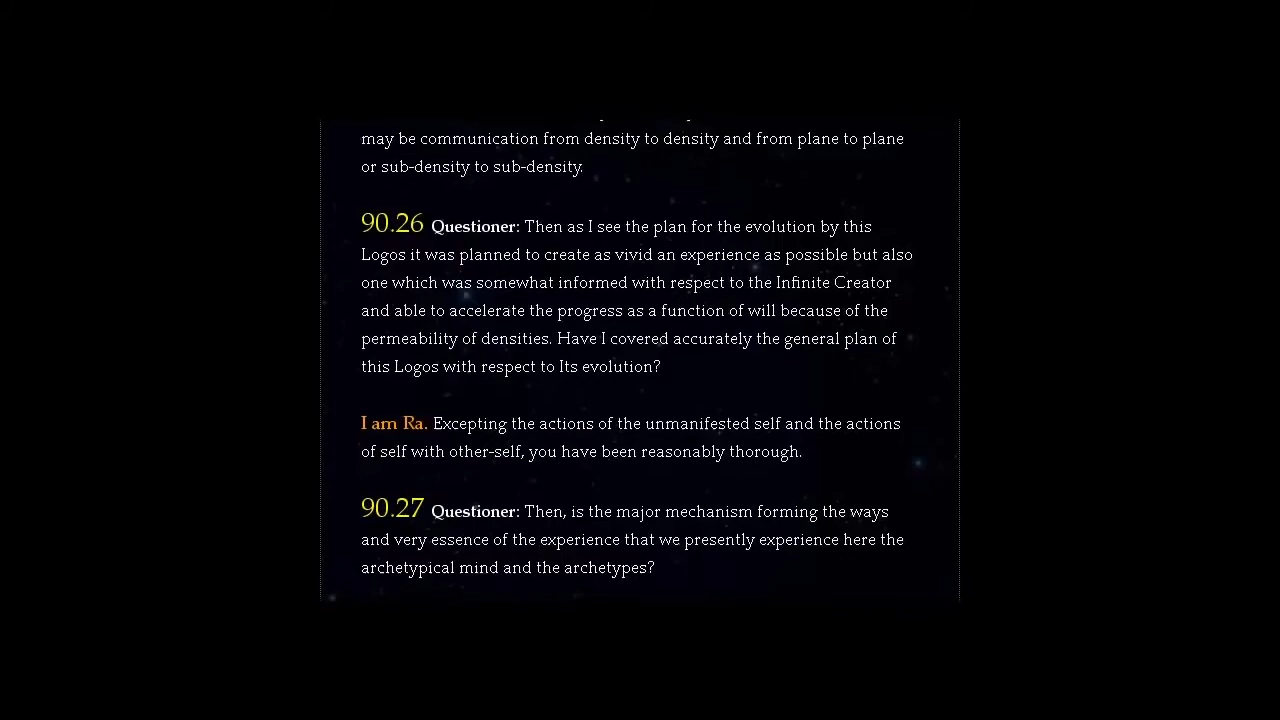 may be communication from density to density and from plane to plane
or sub-density to sub-density.
90.26 Questioner: Then as I see the plan for the evolution by this
Logos it was planned to create as vivid an experience as possible but also
one which was somewhat informed with respect to the Infinite Creator
and able to accelerate the progress as a function of will because of the
permeability of densities. Have I covered accurately the general plan of
this Logos with respect to Its evolution?
I am Ra. Excepting the actions of the unmanifested self and the actions
of self with other-self, you have been reasonably thorough.
90.27 Questioner: Then, is the major mechanism forming the ways
and very essence of the experience that we presently experience here the
archetypical mind and the archetypes?